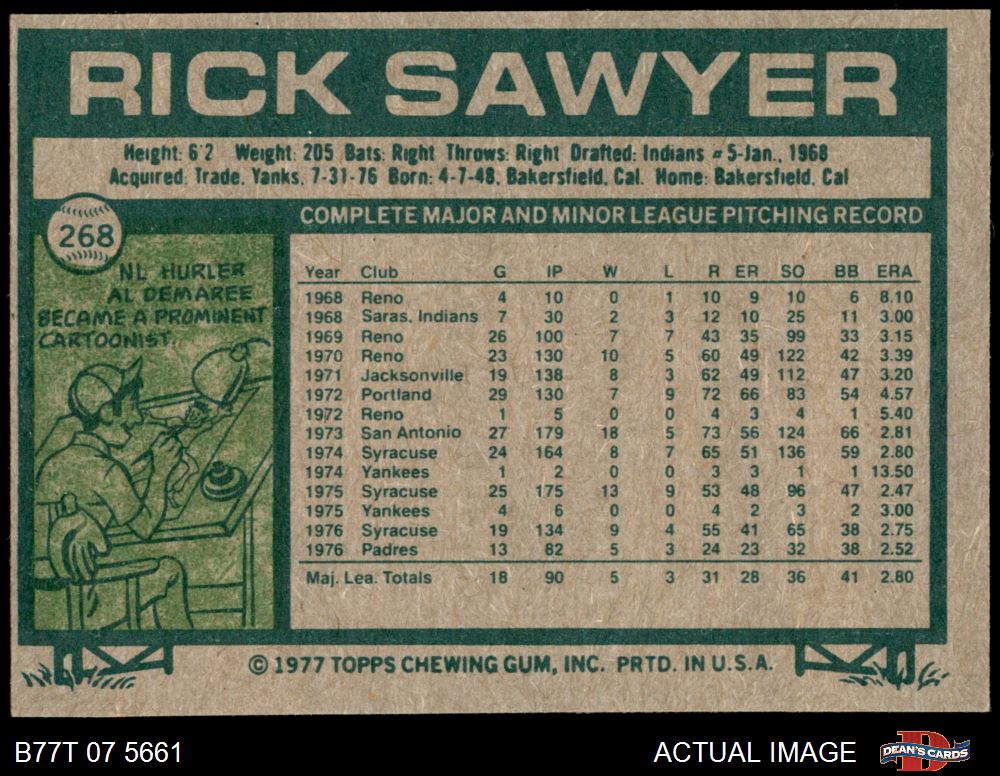 RICK SAWYER
Height: 6'2 Weight: 205 Bats: Right Throws: Right Drafted: Indians #5-Jan., 1968
Acquired: Trade, Yanks, 7-31-76 Born: 4-7-48, Bakersfield, Cal. Home: Bakersfield, Cal
268
COMPLETE MAJOR AND MINOR LEAGUE PITCHING RECORD
NL HURLER
AL DEMAREE
BECAME A PROMINENT
CARTOONIST.
Year Club G IP W L R ER SO BB ERA
1968 Reno 4 10 0 1 10 9 10 6 8.10
1968 Saras. Indians 7 30 2 3 12 10 25 11 3.00
1969 Reno 26 100 7 7 43 35 99 33 3.15
1970 Reno 23 130 10 5 60 49 122 42 3.39
1971 Jacksonville 19 138 8 3 62 49 112 47 3.20
1972 Portland 29 130 7 9 72 66 83 54 4.57
1972 Reno 1 5 0 0 4 3 4 1 5.40
1973 San Antonio 27 179 18 5 73 56 124 66 2.81
1974 Syracuse 24 164 8 7 65 51 136 59 2.80
1974 Yankees 1 2 0 0 3 3 1 1 13.50
1975 Syracuse 25 175 13 9 53 48 96 47 2.47
1975 Yankees 4 6 0 0 4 2 3 2 3.00
1976 Syracuse 19 134 9 4 55 41 65 38 2.75
1976 Padres 13 82 5 3 24 23 32 38 2.52
Maj. Lea. Totals 18 90 5 3 31 28 36 41 2.80
© 1977 TOPPS CHEWING GUM, INC. PRTD. IN U.S.A.
B77T 07 5661
ACTUAL IMAGE
D
DEAN'S CARDS